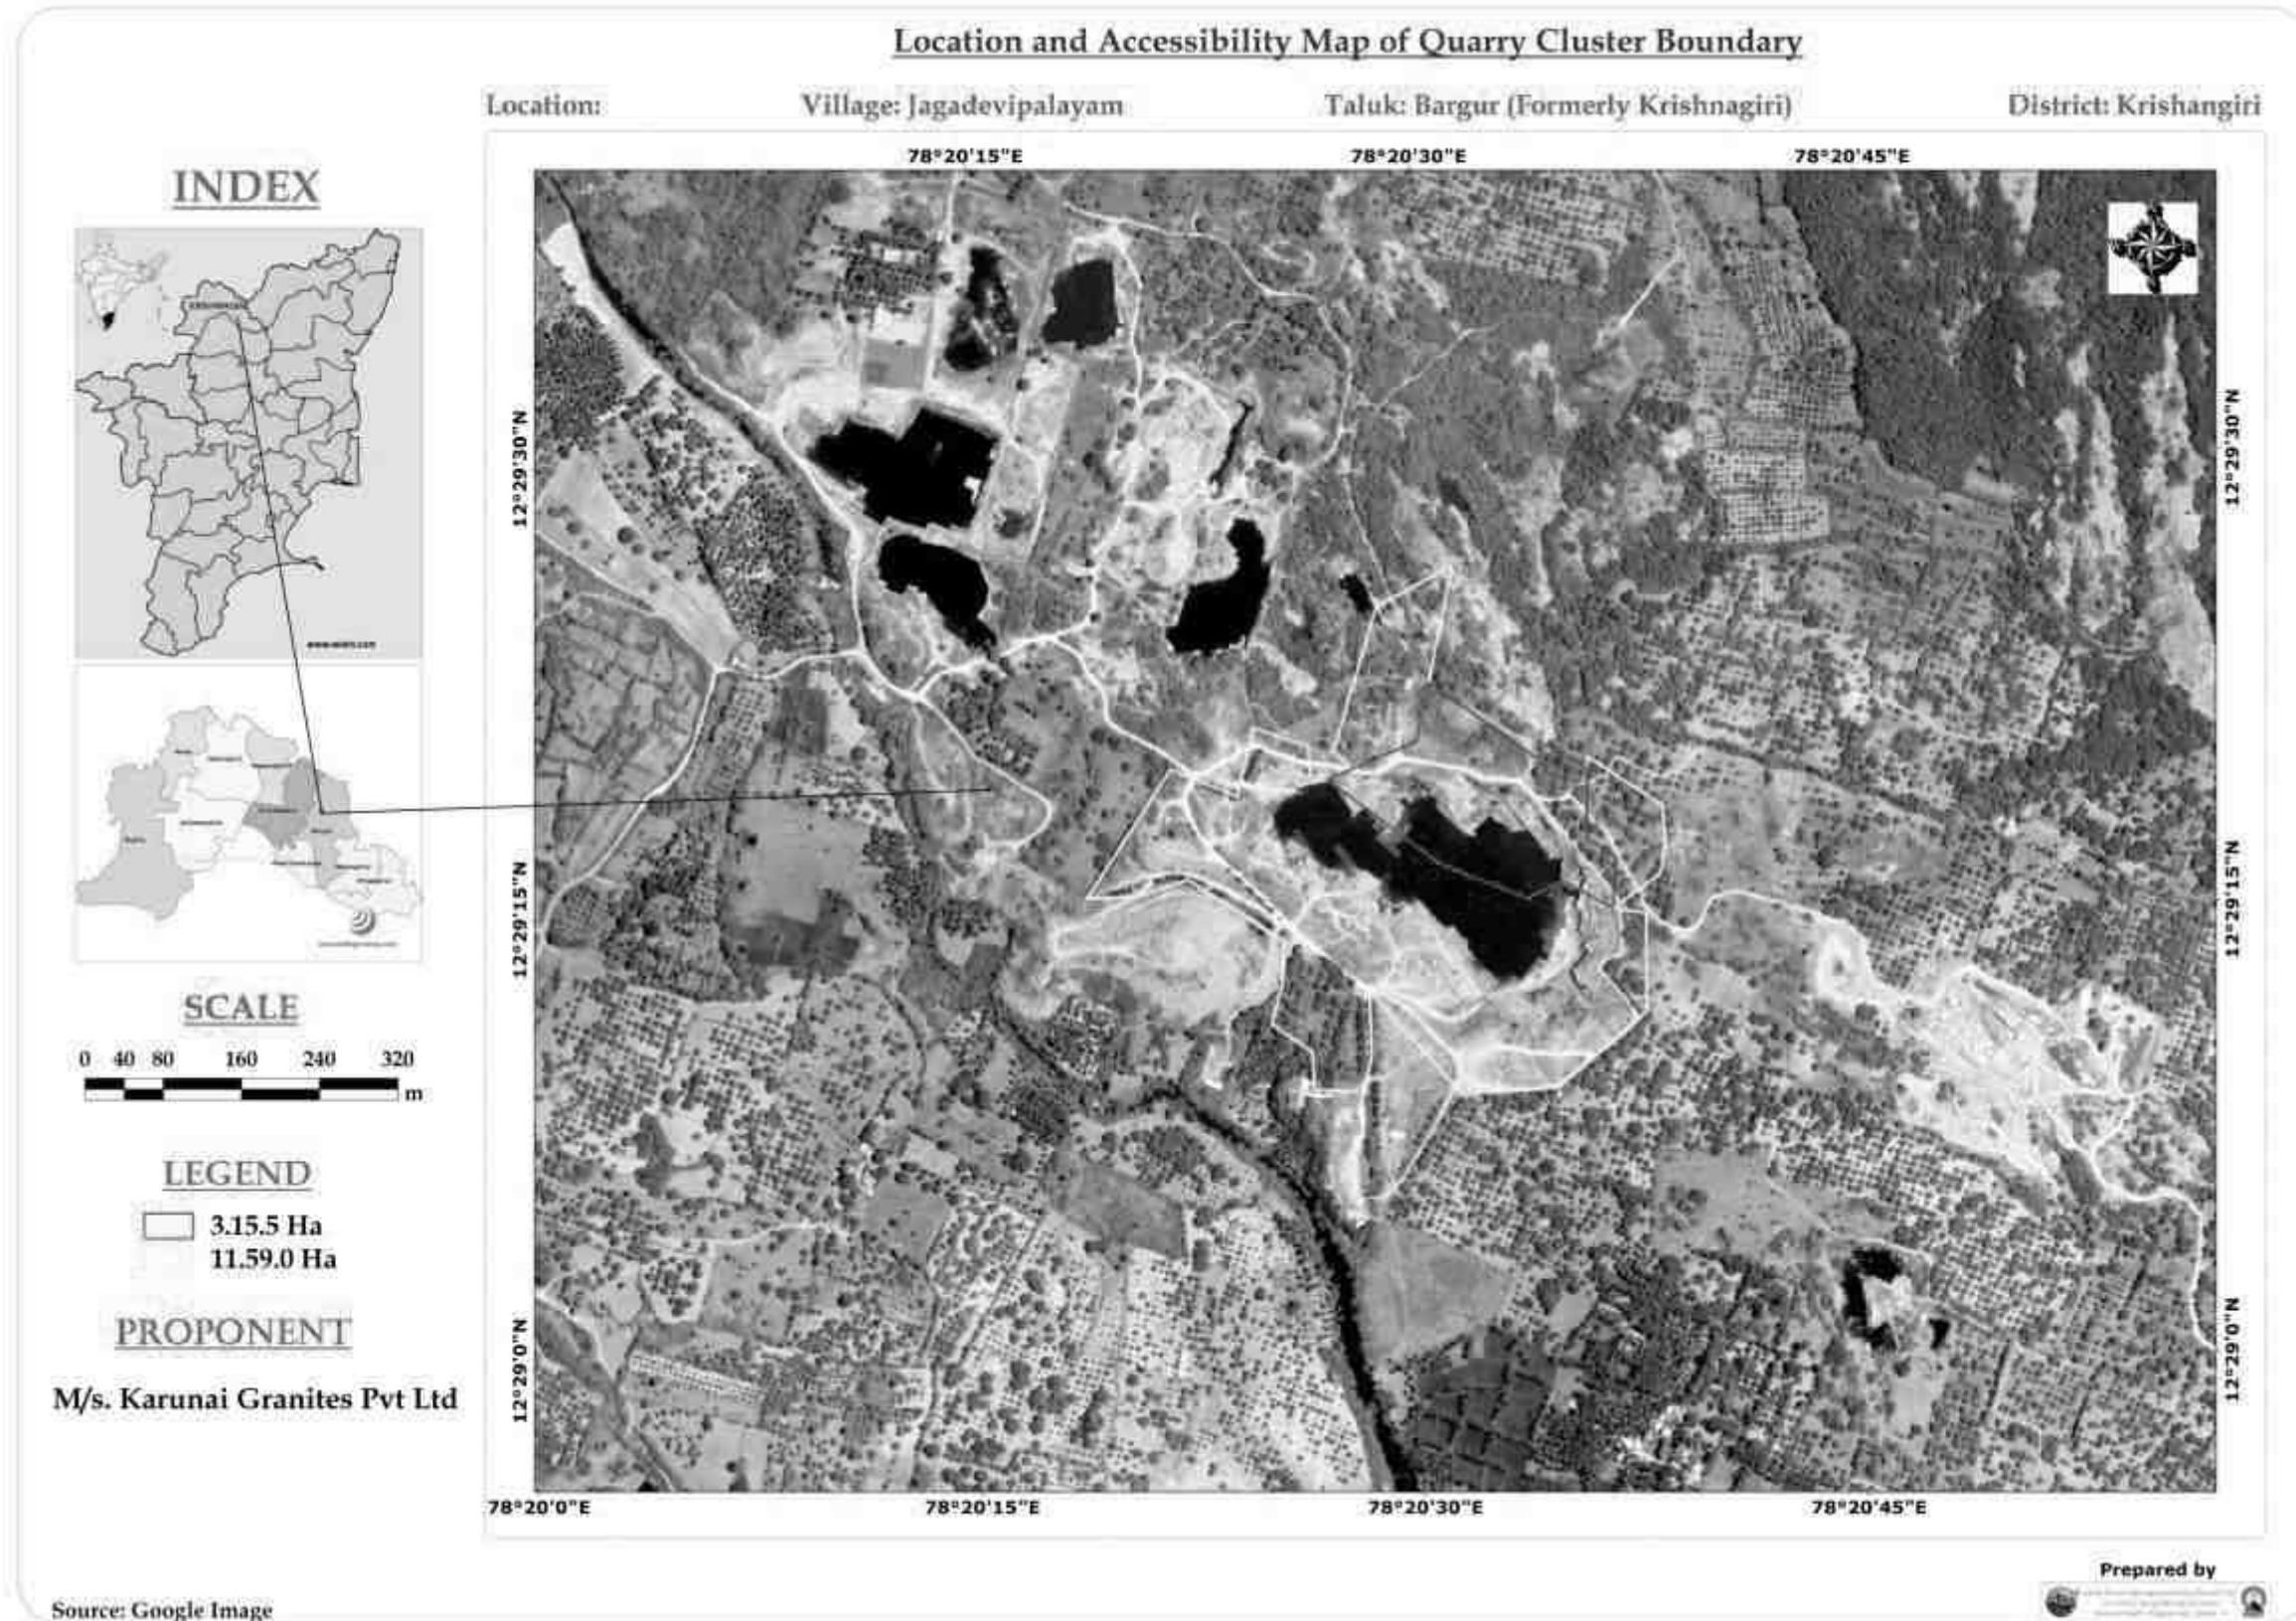 Location and Accessibility Map of Quarry Cluster Boundary
Location: Village: Jagadevipalayam Taluk: Bargur (Formerly Krishnagiri) District: Krishangiri
78°20'15"E 78°20'30"E 78°20'45"E
INDEX
12°29'30"N
12°29'30"N
12°29'15"N
12°29'15"N
SCALE
0 40 80 160 240 320
m
LEGEND
3.15.5 Ha
11.59.0 Ha
PROPONENT
M/s. Karunai Granites Pvt Ltd
12°29'0"N
12°29'0"N
78°20'0"E 78°20'15"E 78°20'30"E 78°20'45"E
Prepared by
Source: Google Image